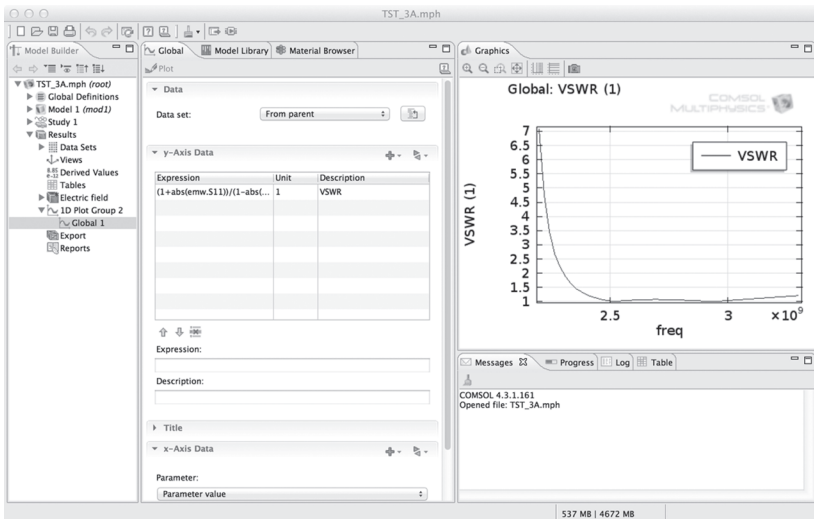 TST_3A.mph
Model Builder
TST_3A.mph (root)
Global Definitions
Model 1 (mod1)
Study 1
Results
Data Sets
Views
8.85
e-12
Derived Values
Tables
Electric field
1D Plot Group 2
Global 1
Export
Reports
Global
Model Library
Material Browser
Plot
Data
Data set:
From parent
y-Axis Data
Expression Unit Description
(1+abs(emw.S11))/(1-abs(... 1 VSWR
Expression:
Description:
Title
x-Axis Data
Parameter:
Parameter value
Graphics
Global: VSWR (1)
COMSOL
MULTIPHYSICS
VSWR
VSWR (1)
7
6.5
6
5.5
5
4.5
4
3.5
3
2.5
2
1.5
1
2.5 3 ×10⁹
freq
Messages
Progress
Log
Table
COMSOL 4.3.1.161
Opened file: TST_3A.mph
537 MB | 4672 MB